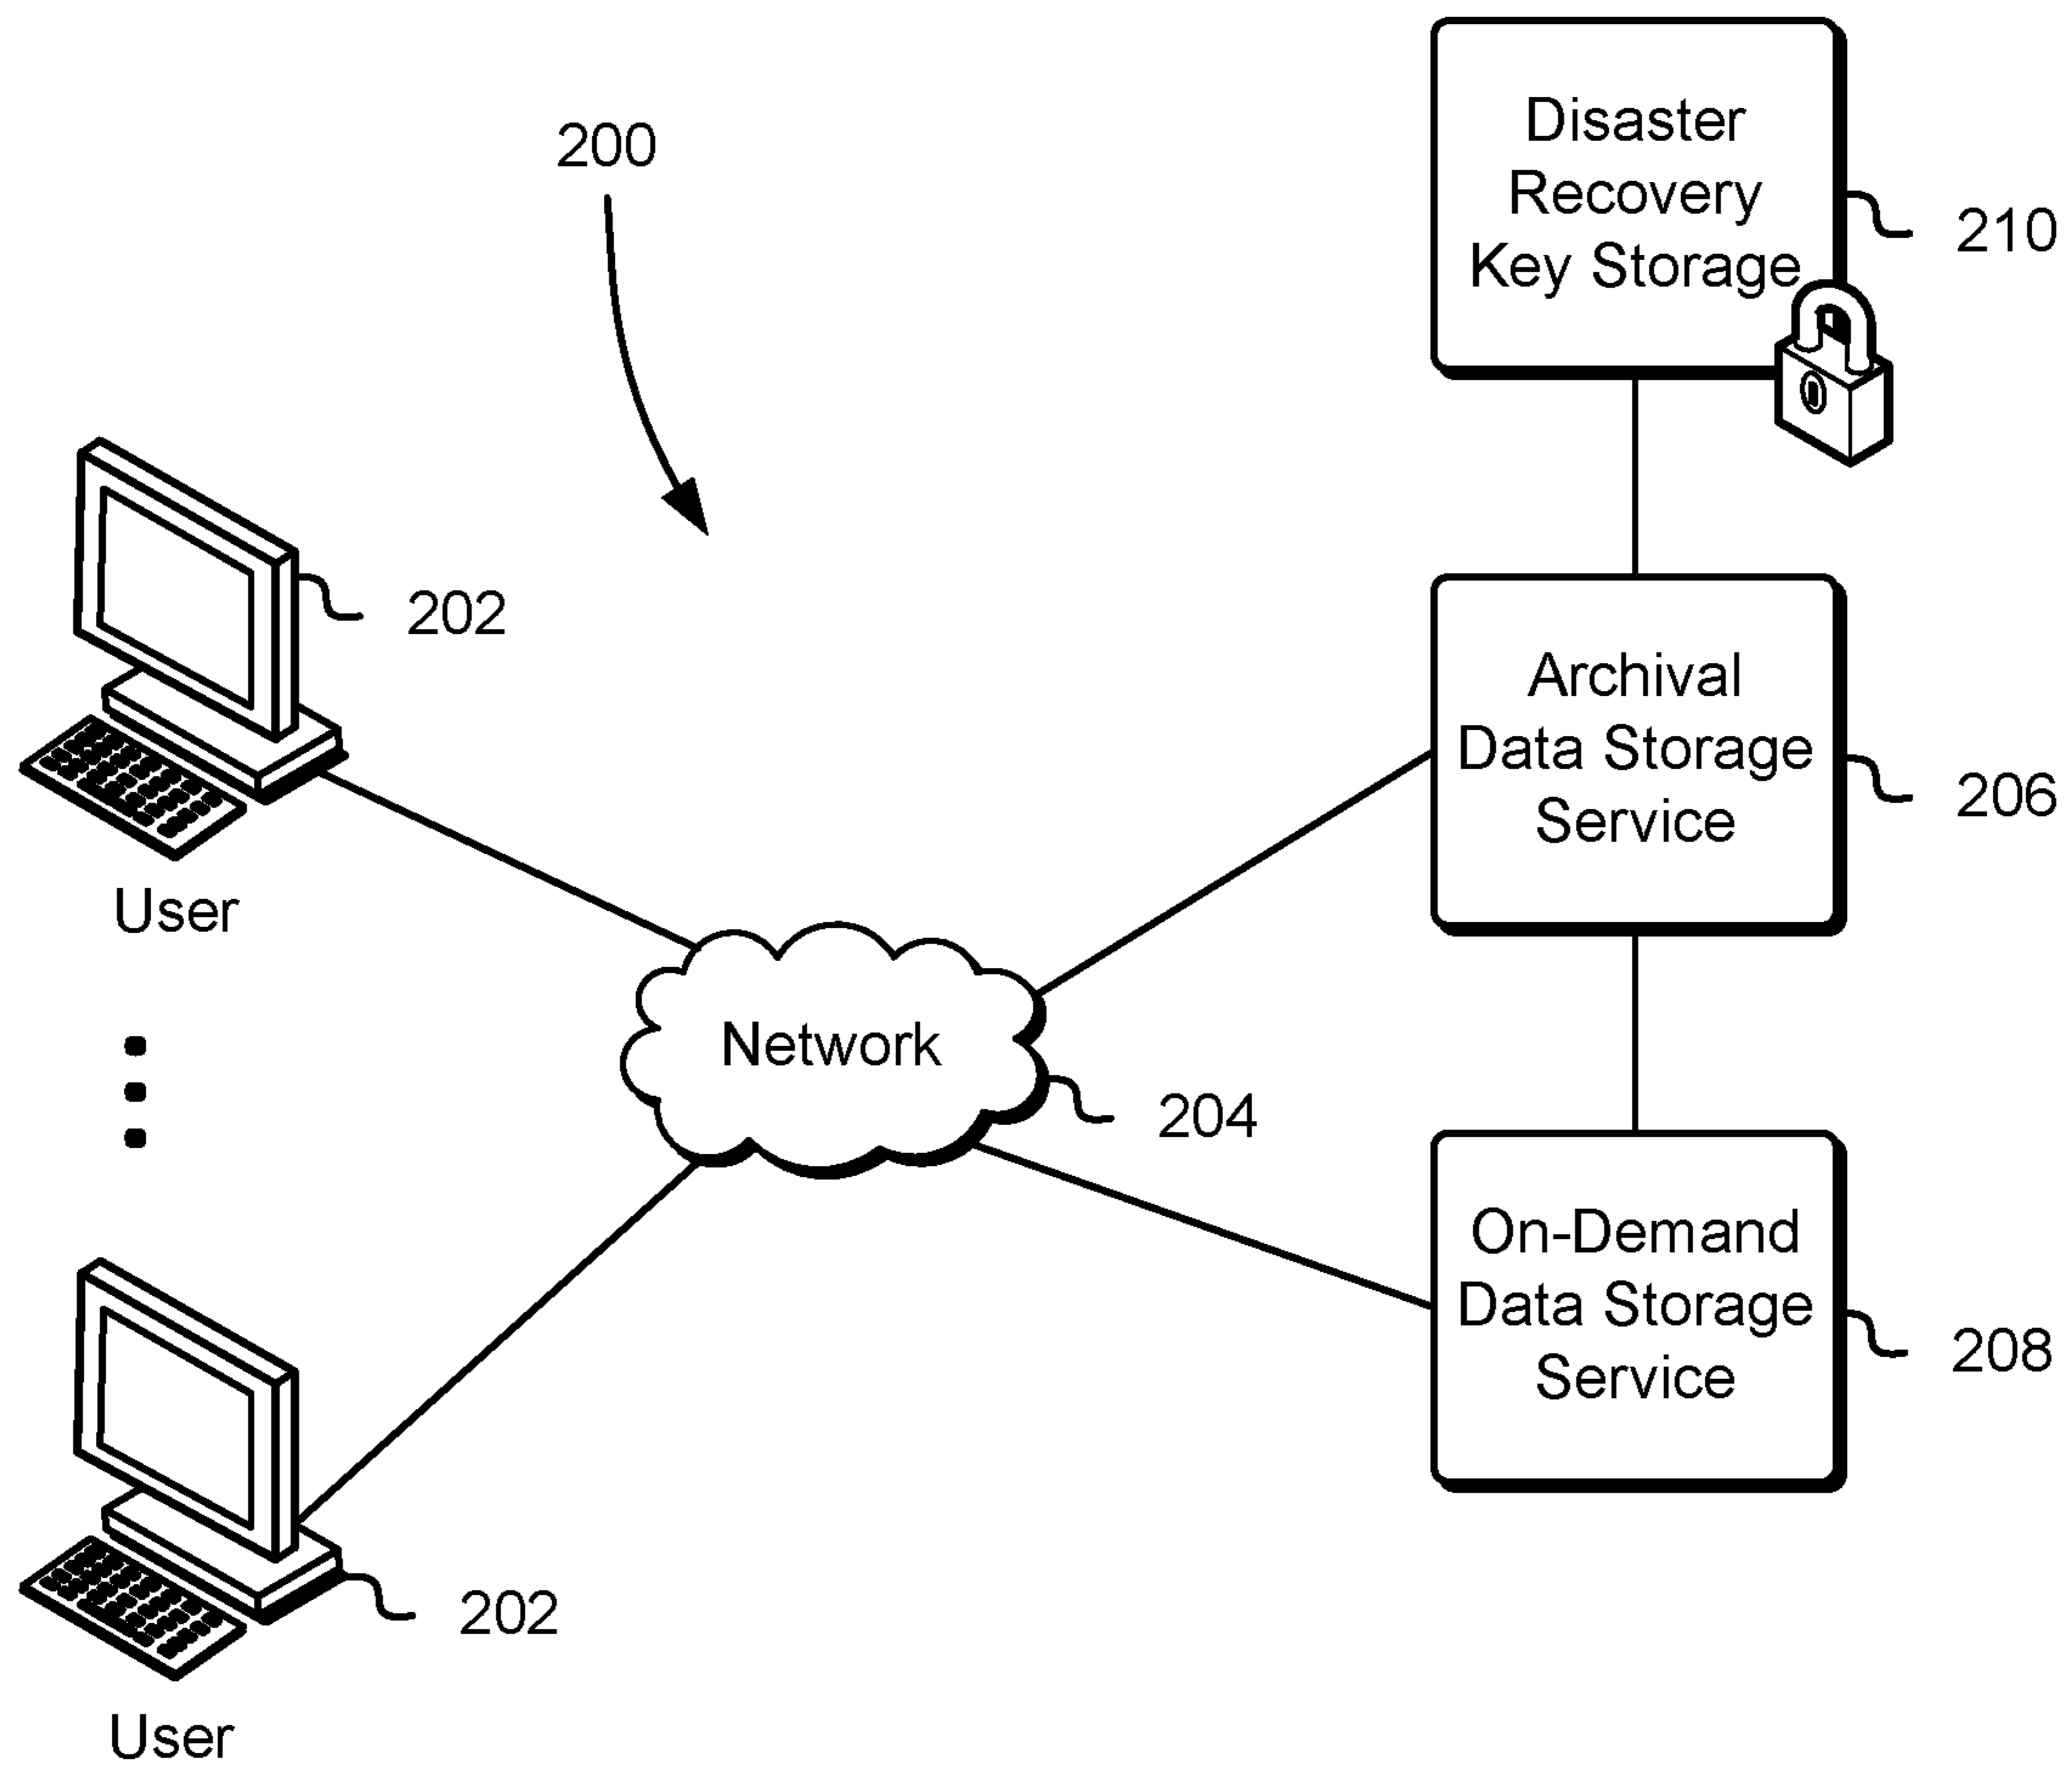 200
Disaster
Recovery
Key Storage
210
202
User
Archival
Data Storage
Service
206
Network
204
On-Demand
Data Storage
Service
208
202
User